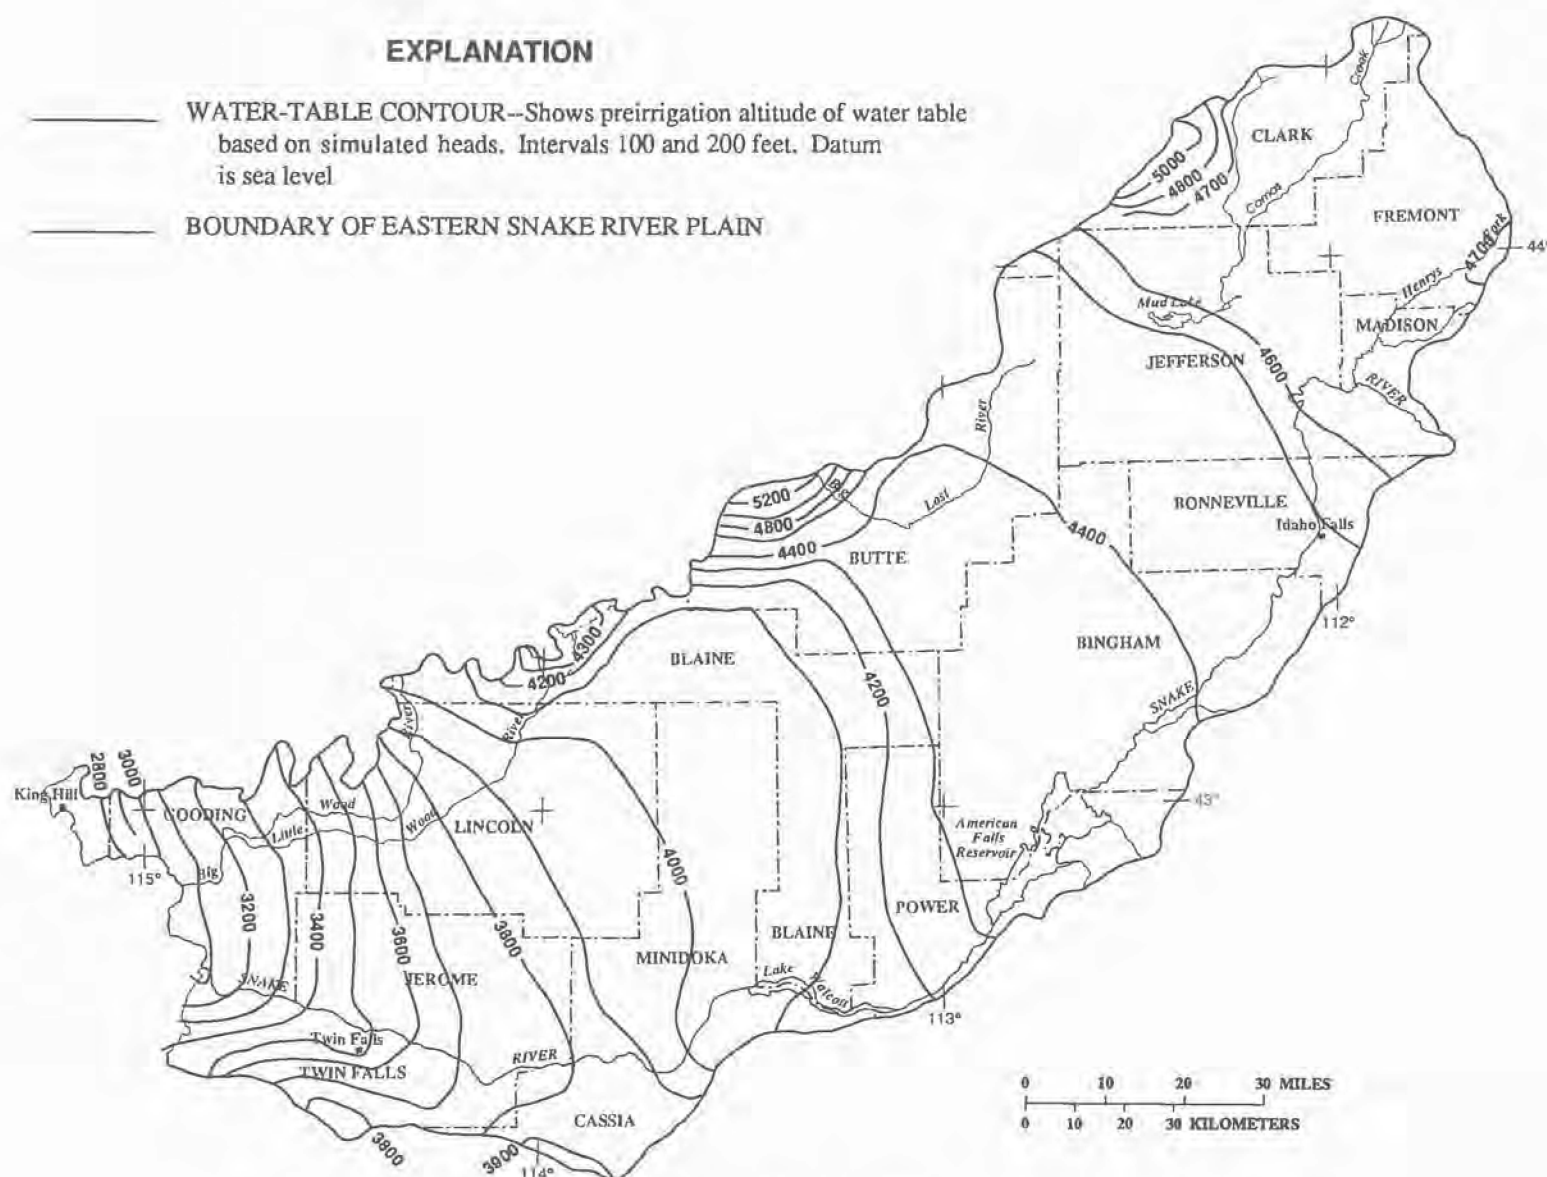 EXPLANATION
WATER-TABLE CONTOUR--Shows preirrigation altitude of water table
based on simulated heads. Intervals 100 and 200 feet. Datum
is sea level
BOUNDARY OF EASTERN SNAKE RIVER PLAIN
Crook
CLARK
5000
4800
4700
Camas
FREMONT
Fork
4700
44°
Henrys
Mud Lake
MADISON
JEFFERSON
4600
RIVER
River
Big
Lost
5200
4800
4400
BONNEVILLE
Idaho Falls
4400
BUTTE
112°
BINGHAM
4300
4200
BLAINE
4200
SNAKE
River
River
2800
3000
King Hill
GOODING
Wood
Little
Wood
LINCOLN
43°
American
Falls
Reservoir
115°
Big
4000
3200
3400
3600
3800
POWER
BLAINE
MINIDOKA
JEROME
SNAKE
Lake
Walcott
113°
Twin Falls
RIVER
TWIN FALLS
0 10 20 30 MILES
0 10 20 30 KILOMETERS
CASSIA
3800
3900
114°